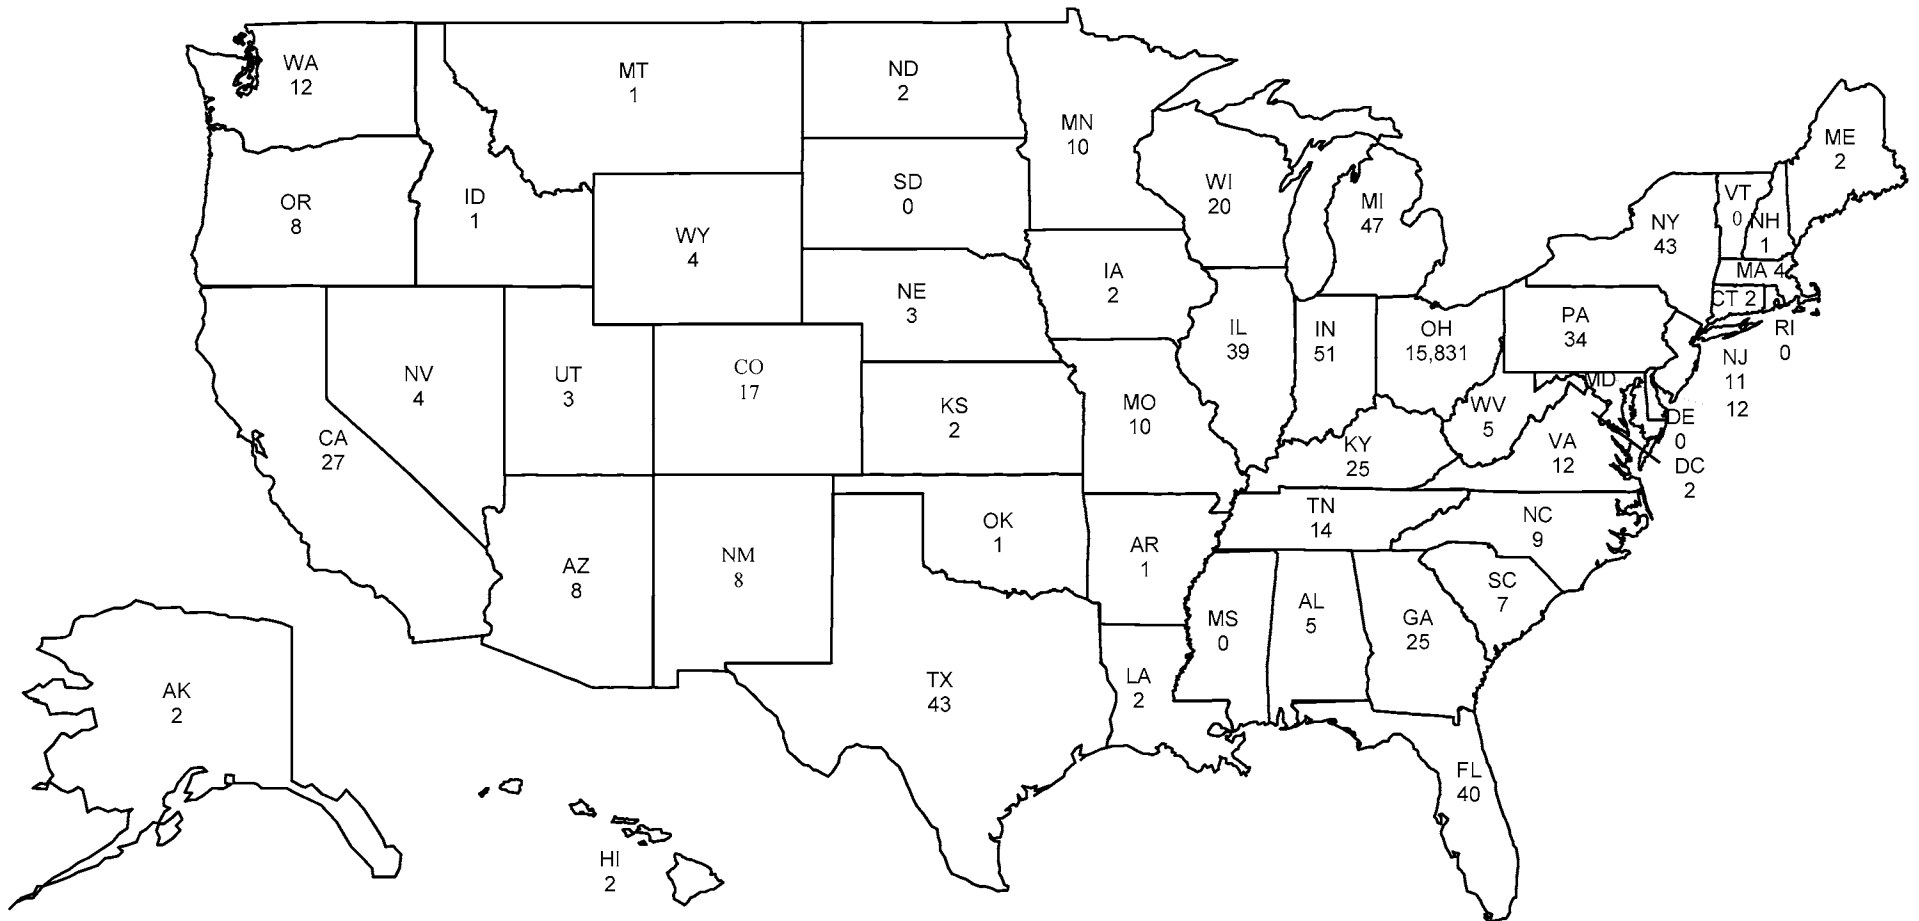 WA
12
MT
1
ND
2
MN
10
ME
2
OR
8
ID
1
WY
4
SD
0
WI
20
MI
47
NY
43
VT
0
NH
1
MA 4
CT 2
RI
0
IA
2
NE
3
IL
39
IN
51
OH
15,831
PA
34
NJ
11
12
MD
DE
0
DC
2
NV
4
UT
3
CO
17
KS
2
MO
10
WV
5
VA
12
KY
25
CA
27
AZ
8
NM
8
OK
1
AR
1
TN
14
NC
9
SC
7
MS
0
AL
5
GA
25
TX
43
LA
2
FL
40
AK
2
HI
2